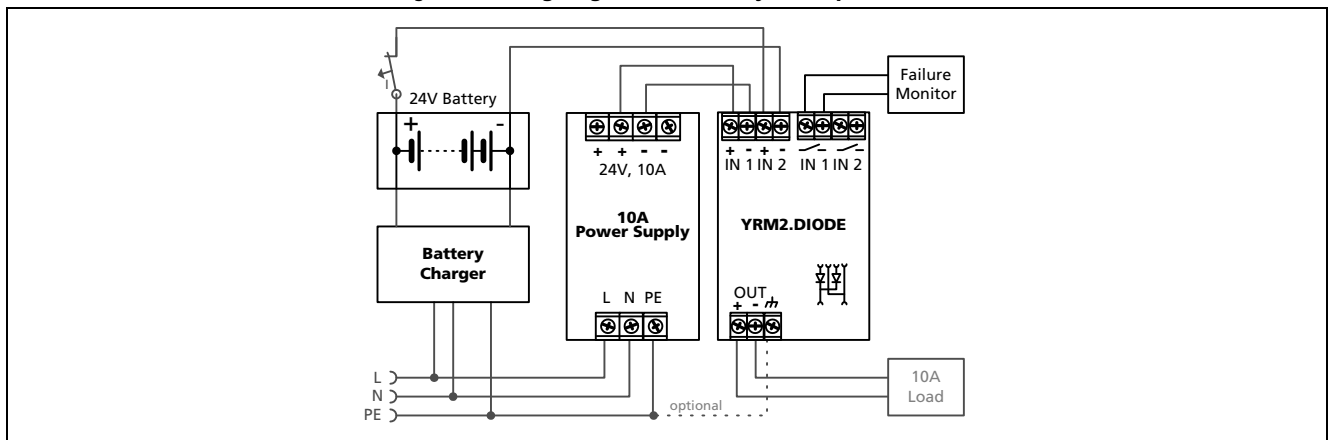 24V Battery
+ -
Battery
Charger
+ + - -
24V, 10A
10A
Power Supply
L N PE
+ - + -
IN 1 IN 2
IN 1 IN 2
YRM2.DIODE
OUT
+ -
Failure
Monitor
10A
Load
L
N
PE
optional